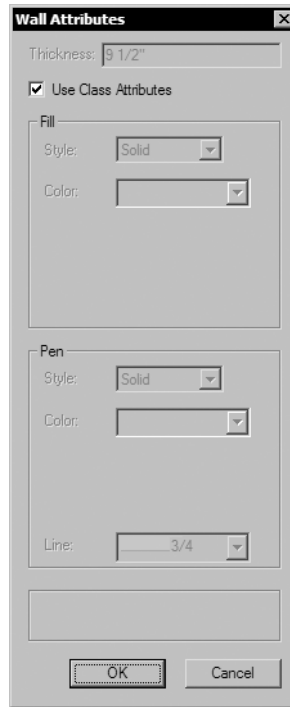 Wall Attributes
Thickness: 9 1/2"
Use Class Attributes
Fill
Style: Solid
Color:
Pen
Style: Solid
Color:
Line: 3/4
OK Cancel